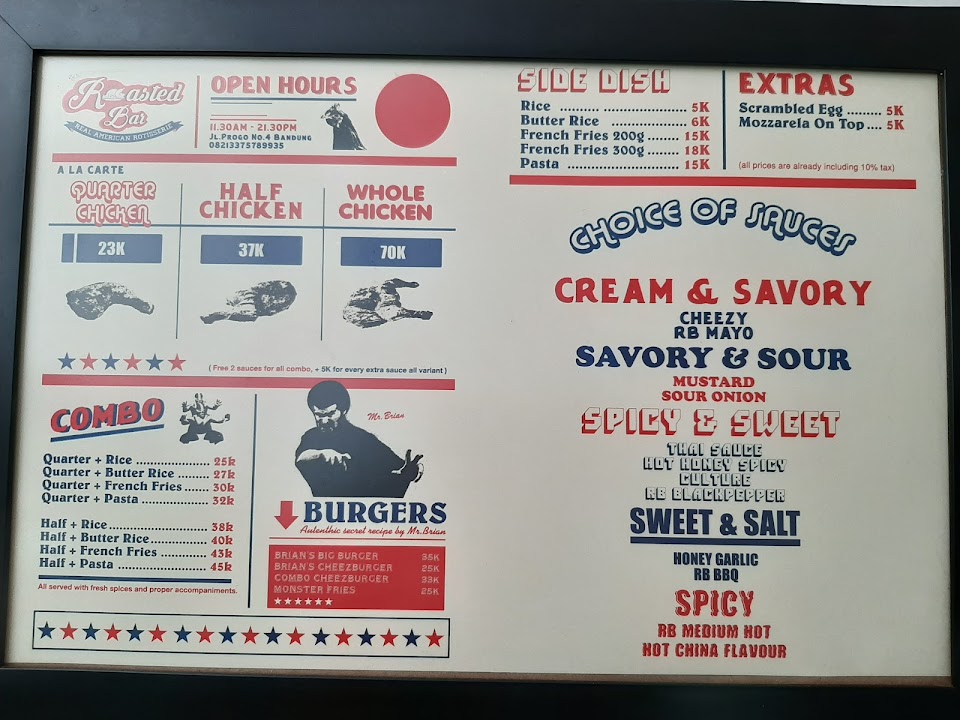 Roasted
Bar
REAL AMERICAN ROTISSERIE
OPEN HOURS
11.30AM - 21.30PM
JL.PROGO NO.4 BANDUNG
08213375789935
A LA CARTE
QUARTER
CHICKEN
23K
HALF
CHICKEN
37K
WHOLE
CHICKEN
70K
( Free 2 sauces for all combo, + 5K for every extra sauce all variant )
COMBO
Quarter + Rice ..................... 25k
Quarter + Butter Rice ......... 27k
Quarter + French Fries ...... 30k
Quarter + Pasta .................. 32k
Half + Rice........................... 38k
Half + Butter Rice............... 40k
Half + French Fries ............ 43k
Half + Pasta ........................ 45k
All served with fresh spices and proper accompaniments.
Mr. Brian
BURGERS
Autenthic secret recipe by Mr.Brian
BRIAN'S BIG BURGER 35K
BRIAN'S CHEEZBURGER 25K
COMBO CHEEZBURGER 33K
MONSTER FRIES 25K
SIDE DISH
Rice ........................... 5K
Butter Rice ................... 6K
French Fries 200g ....... 15K
French Fries 300g ....... 18K
Pasta ......................... 15K
EXTRAS
Scrambled Egg ........ 5K
Mozzarela On Top .... 5K
(all prices are already including 10% tax)
CHOICE OF SAUCES
CREAM & SAVORY
CHEEZY
RB MAYO
SAVORY & SOUR
MUSTARD
SOUR ONION
SPICY & SWEET
THAI SAUCE
HOT HONEY SPICY
CULTURE
RB BLACKPEPPER
SWEET & SALT
HONEY GARLIC
RB BBQ
SPICY
RB MEDIUM HOT
HOT CHINA FLAVOUR